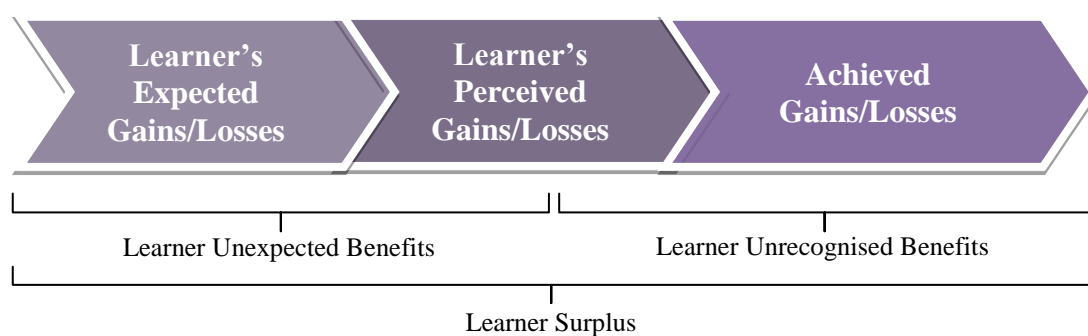 Learner's
Expected
Gains/Losses
Learner's
Perceived
Gains/Losses
Achieved
Gains/Losses
Learner Unexpected Benefits
Learner Unrecognised Benefits
Learner Surplus